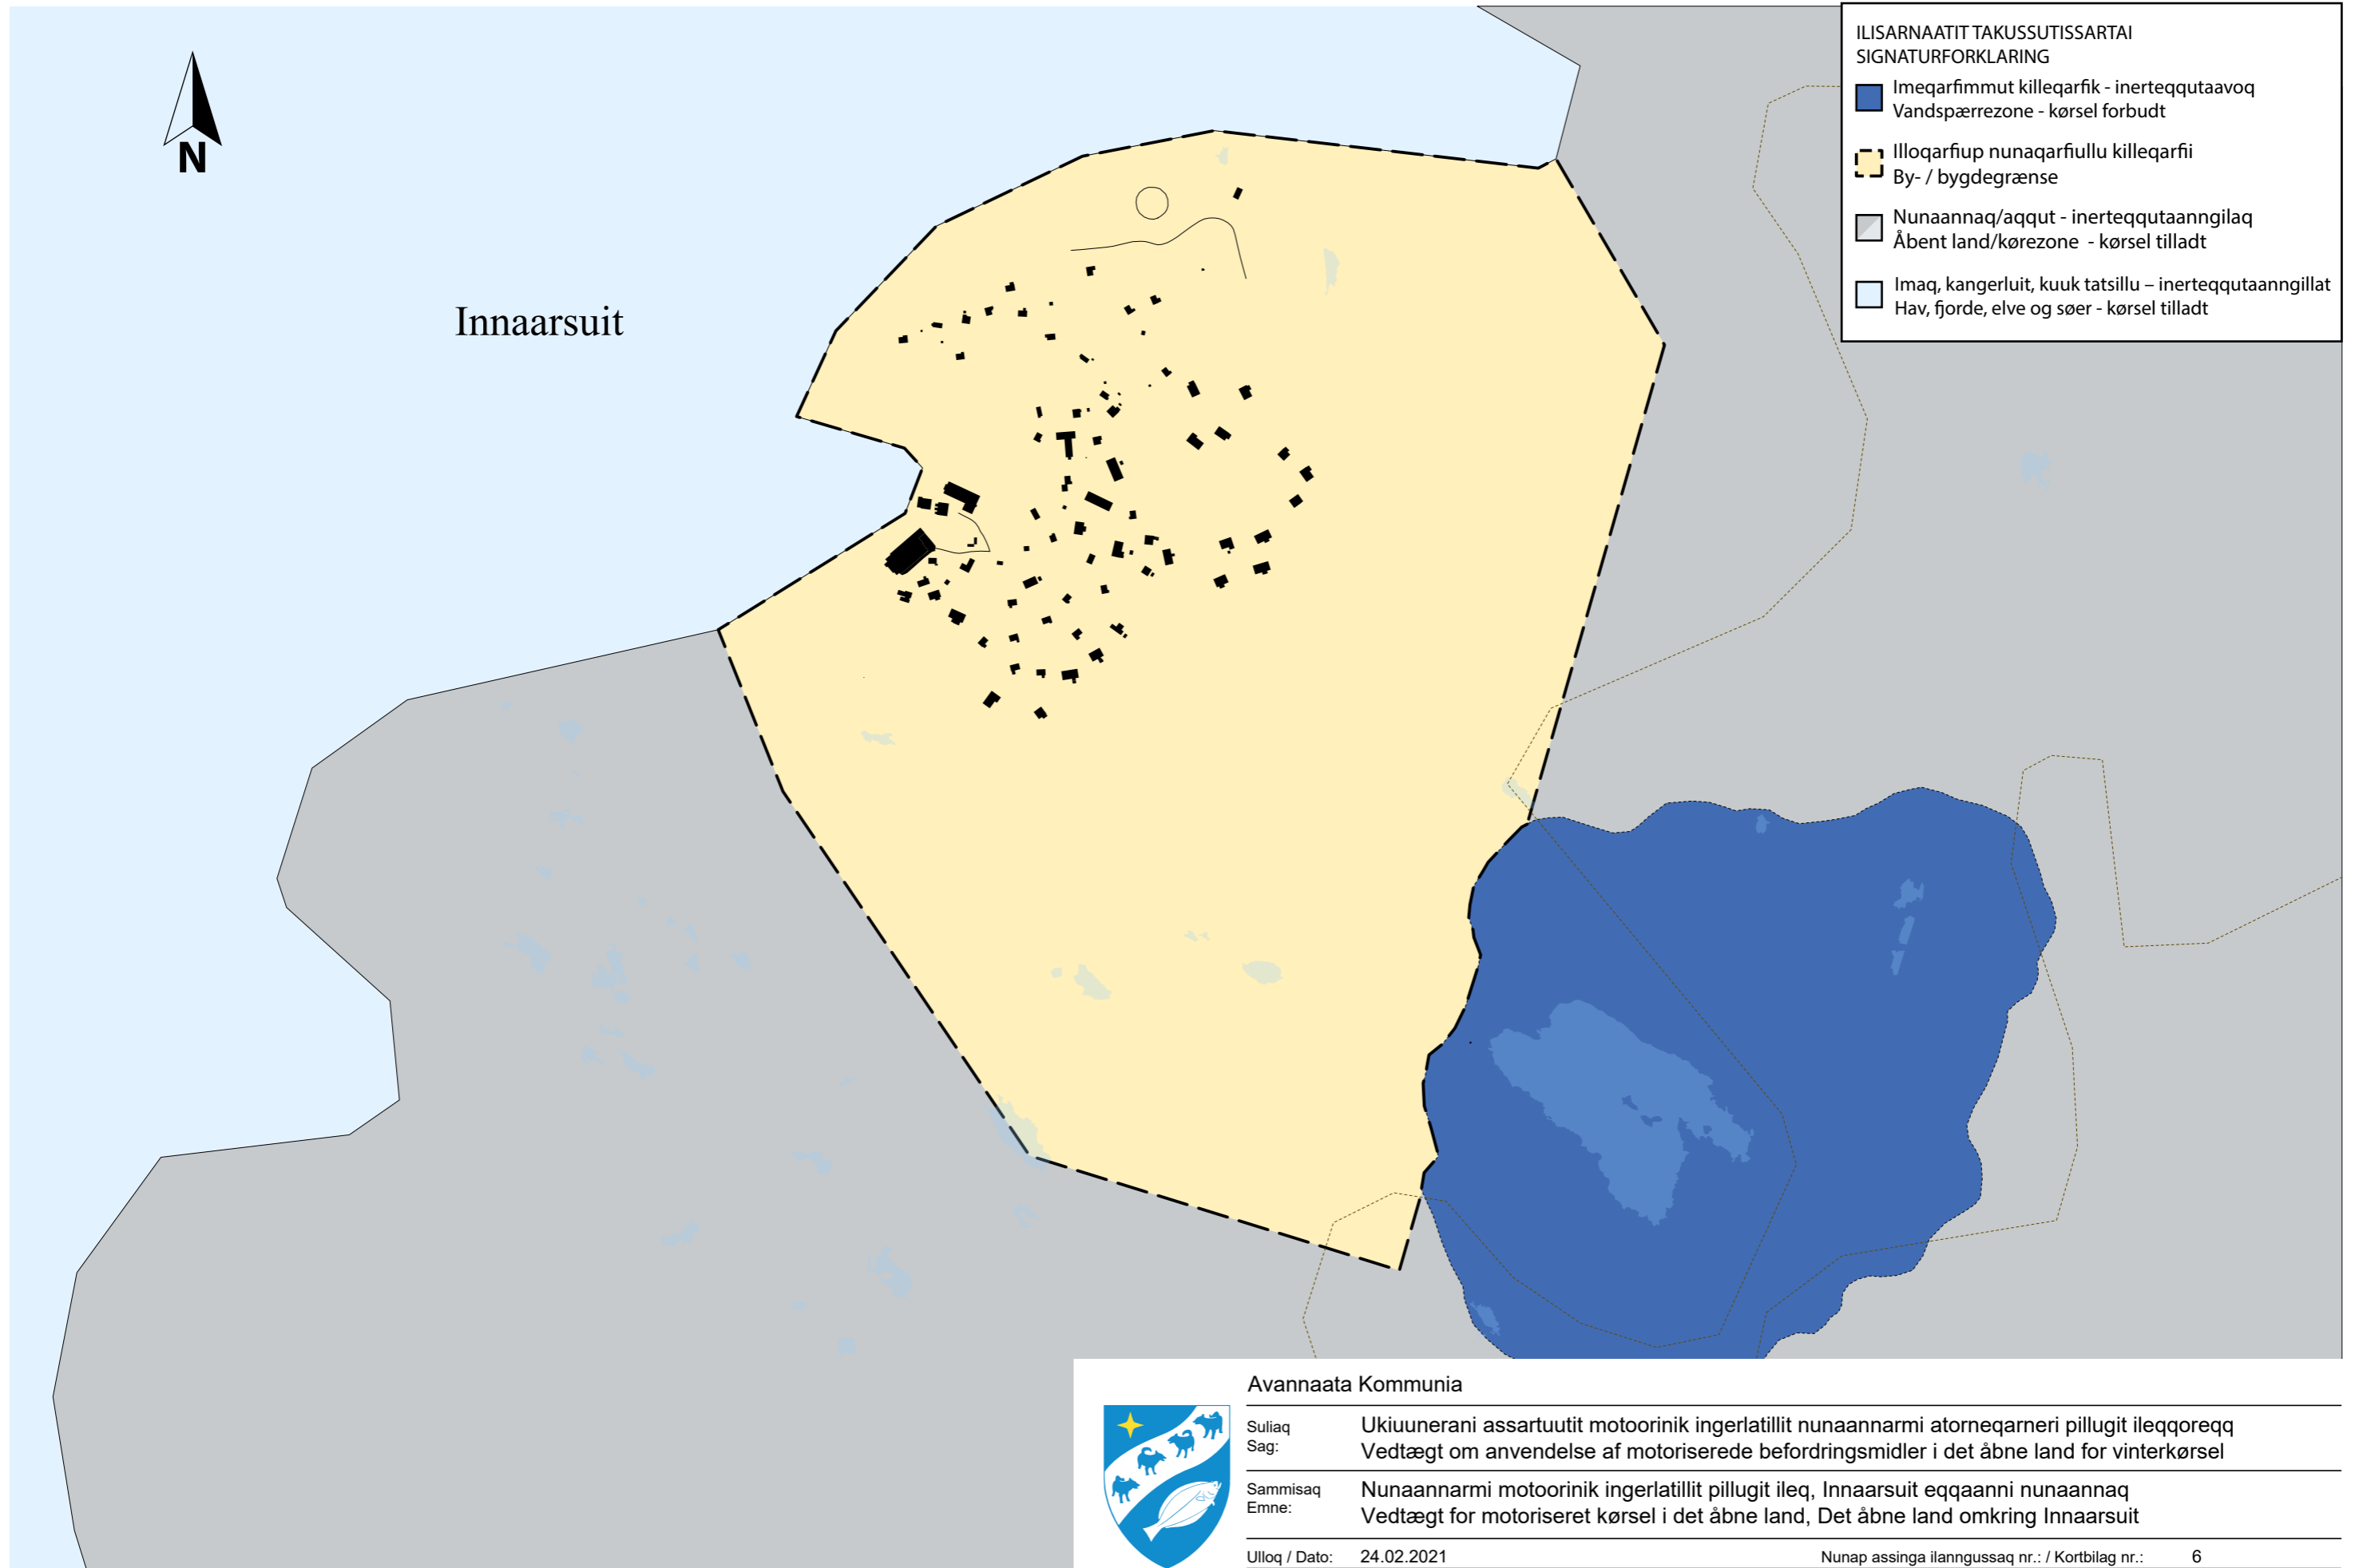 N
Innaarsuit
ILISARNAATIT TAKUSSUTISSARTAI
SIGNATURFORKLARING
Imeqarfimmut killeqarfik - inerteqqutaavoq
Vandspærrezone - kørsel forbudt
Illoqarfiup nunaqarfiullu killeqarfii
By- / bygdegrænse
Nunaannaq/aqqut - inerteqqutaanngilaq
Åbent land/kørezone - kørsel tilladt
Imaq, kangerluit, kuuk tatsillu – inerteqqutaanngillat
Hav, fjorde, elve og søer - kørsel tilladt
Avannaata Kommunia
Suliaq Ukiuunerani assartuutit motoorinik ingerlatillit nunaannarmi atorneqarneri pillugit ileqqoreqq
Sag: Vedtægt om anvendelse af motoriserede befordringsmidler i det åbne land for vinterkørsel
Sammisaq Nunaannarmi motoorinik ingerlatillit pillugit ileq, Innaarsuit eqqaanni nunaannaq
Emne: Vedtægt for motoriseret kørsel i det åbne land, Det åbne land omkring Innaarsuit
Ulloq / Dato: 24.02.2021 Nunap assinga ilanngussaq nr.: / Kortbilag nr.: 6